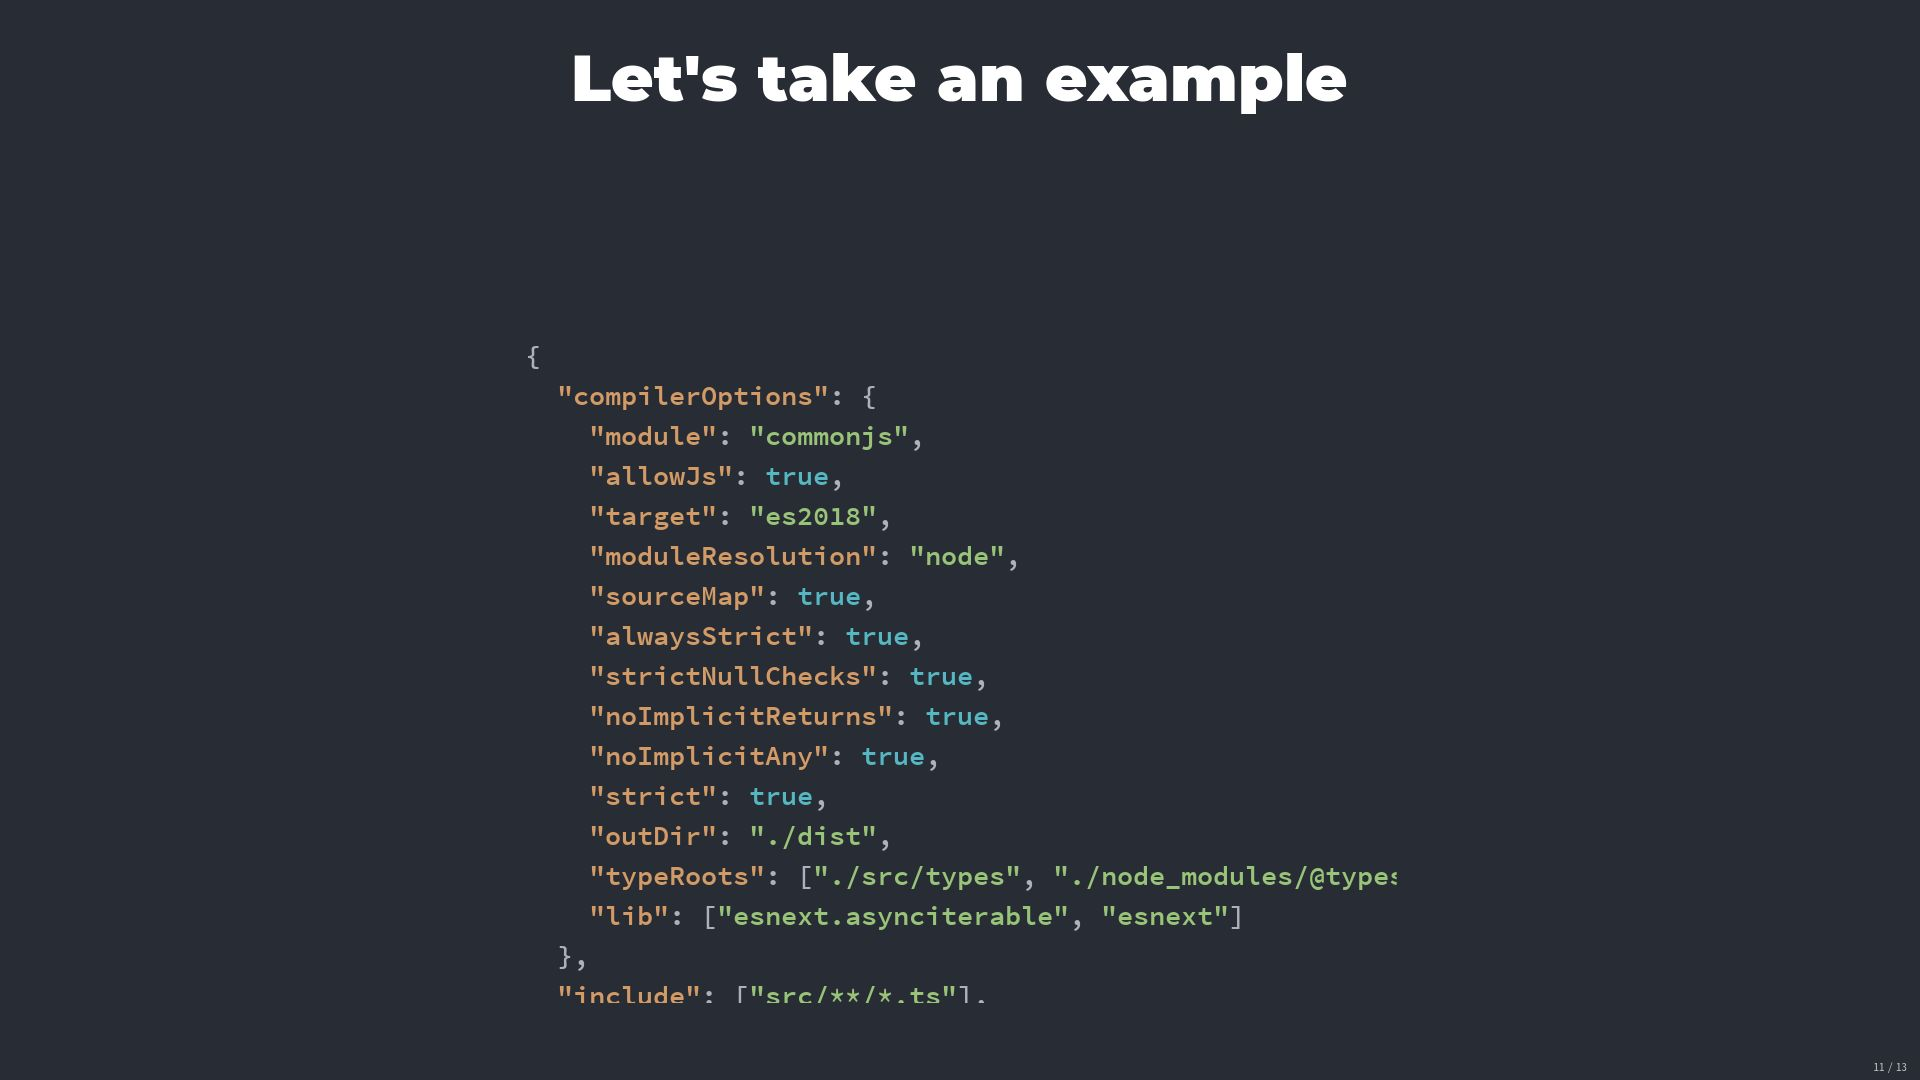 Let's take an example
{
  "compilerOptions": {
    "module": "commonjs",
    "allowJs": true,
    "target": "es2018",
    "moduleResolution": "node",
    "sourceMap": true,
    "alwaysStrict": true,
    "strictNullChecks": true,
    "noImplicitReturns": true,
    "noImplicitAny": true,
    "strict": true,
    "outDir": "./dist",
    "typeRoots": ["./src/types", "./node_modules/@types
    "lib": ["esnext.asynciterable", "esnext"]
  },
  "include": ["src/**/*.ts"],
11 / 13